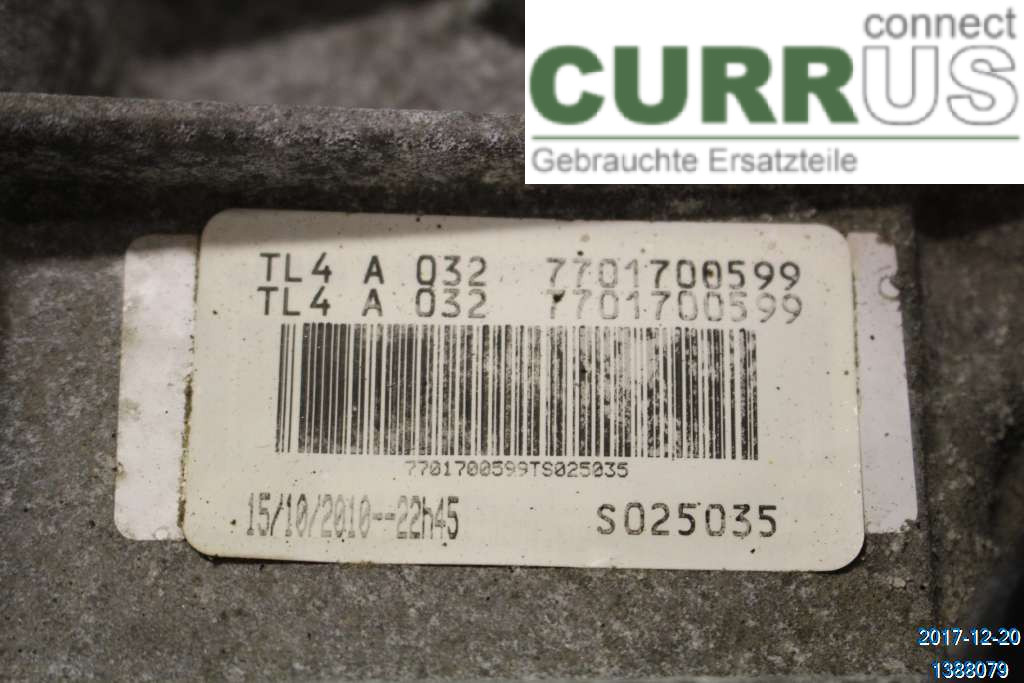 connect
CURRUS
Gebrauchte Ersatzteile
TL4 A 032 7701700599
TL4 A 032 7701700599
7701700599TS025035
15/10/2010--22h45 S025035
2017-12-20
1388079